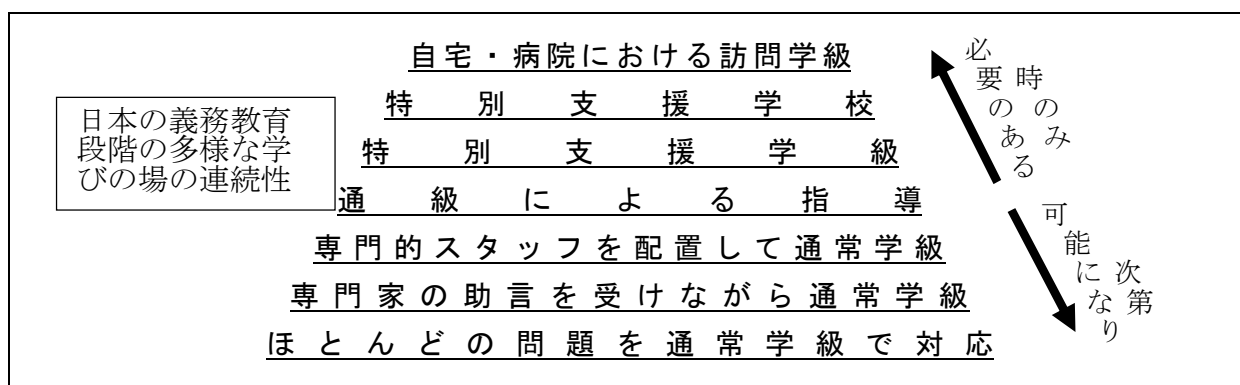 自宅・病院における訪問学級
特別支援学校
特別支援学級
通級による指導
専門的スタッフを配置して通常学級
専門家の助言を受けながら通常学級
ほとんどの問題を通常学級で対応
日本の義務教育
段階の多様な学
びの場の連続性
必要のある
時のみ
可能になり
次第